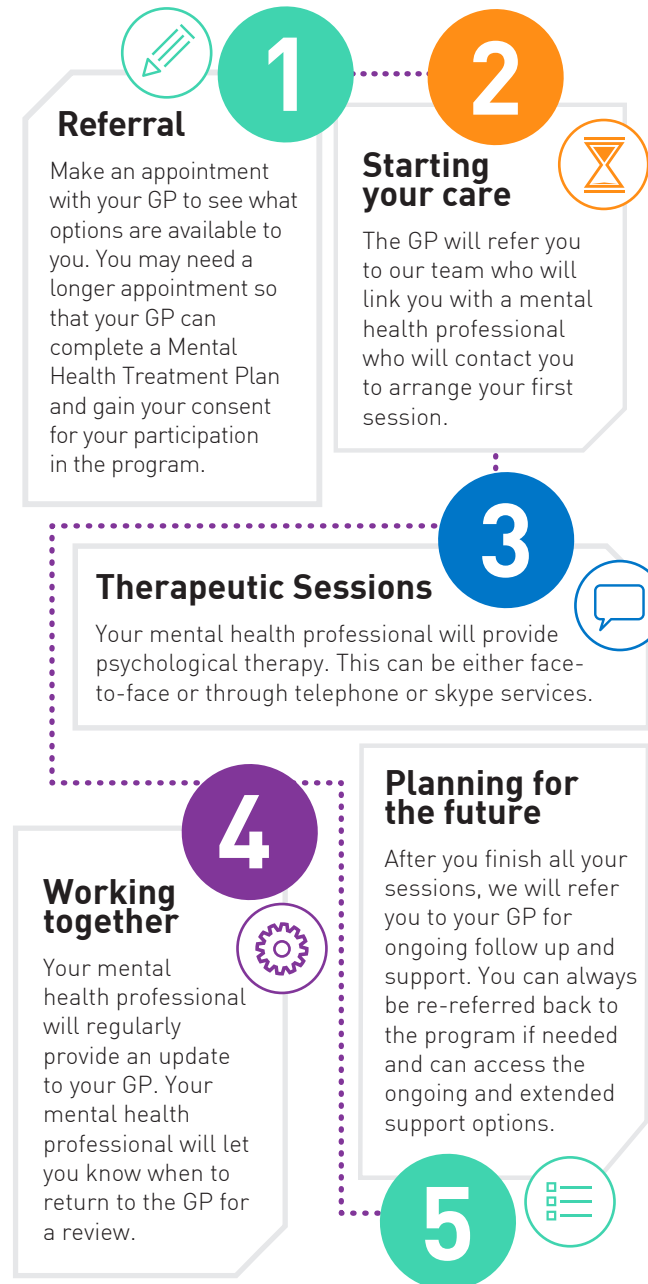 1
Referral
Make an appointment
with your GP to see what
options are available to
you. You may need a
longer appointment so
that your GP can
complete a Mental
Health Treatment Plan
and gain your consent
for your participation
in the program.
2
Starting
your care
The GP will refer you
to our team who will
link you with a mental
health professional
who will contact you
to arrange your first
session.
3
Therapeutic Sessions
Your mental health professional will provide
psychological therapy. This can be either face-
to-face or through telephone or skype services.
4
Working
together
Your mental
health professional
will regularly
provide an update
to your GP. Your
mental health
professional will let
you know when to
return to the GP for
a review.
Planning for
the future
After you finish all your
sessions, we will refer
you to your GP for
ongoing follow up and
support. You can always
be re-referred back to
the program if needed
and can access the
ongoing and extended
support options.
5